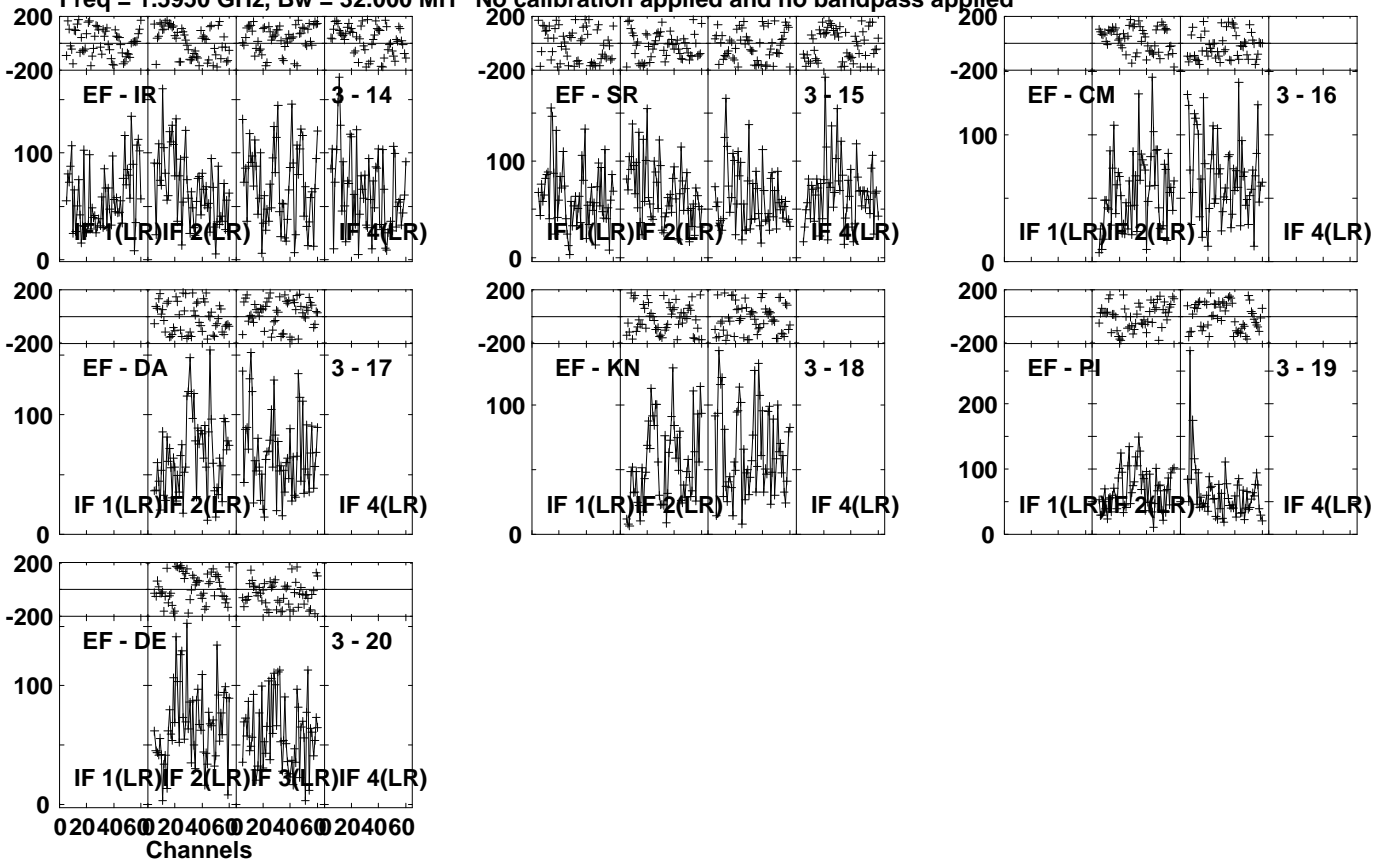 Freq = 1.5950 GHz, Bw = 32.000 MH No calibration applied and no bandpass applied
200
-200
EF - IR 3 - 14
100
IF 1(LR) IF 2(LR) IF 4(LR)
0
200
-200
EF - SR 3 - 15
100
IF 1(LR) IF 2(LR) IF 4(LR)
0
200
-200
EF - CM 3 - 16
100
IF 1(LR) IF 2(LR) IF 4(LR)
0
200
-200
EF - DA 3 - 17
100
IF 1(LR) IF 2(LR) IF 4(LR)
0
200
-200
EF - KN 3 - 18
100
IF 1(LR) IF 2(LR) IF 4(LR)
0
200
-200
EF - PI 3 - 19
200
100
IF 1(LR) IF 2(LR) IF 4(LR)
0
200
-200
EF - DE 3 - 20
100
IF 1(LR) IF 2(LR) IF 3(LR) IF 4(LR)
0
0 20 40 60 0 20 40 60 0 20 40 60 0 20 40 60
Channels